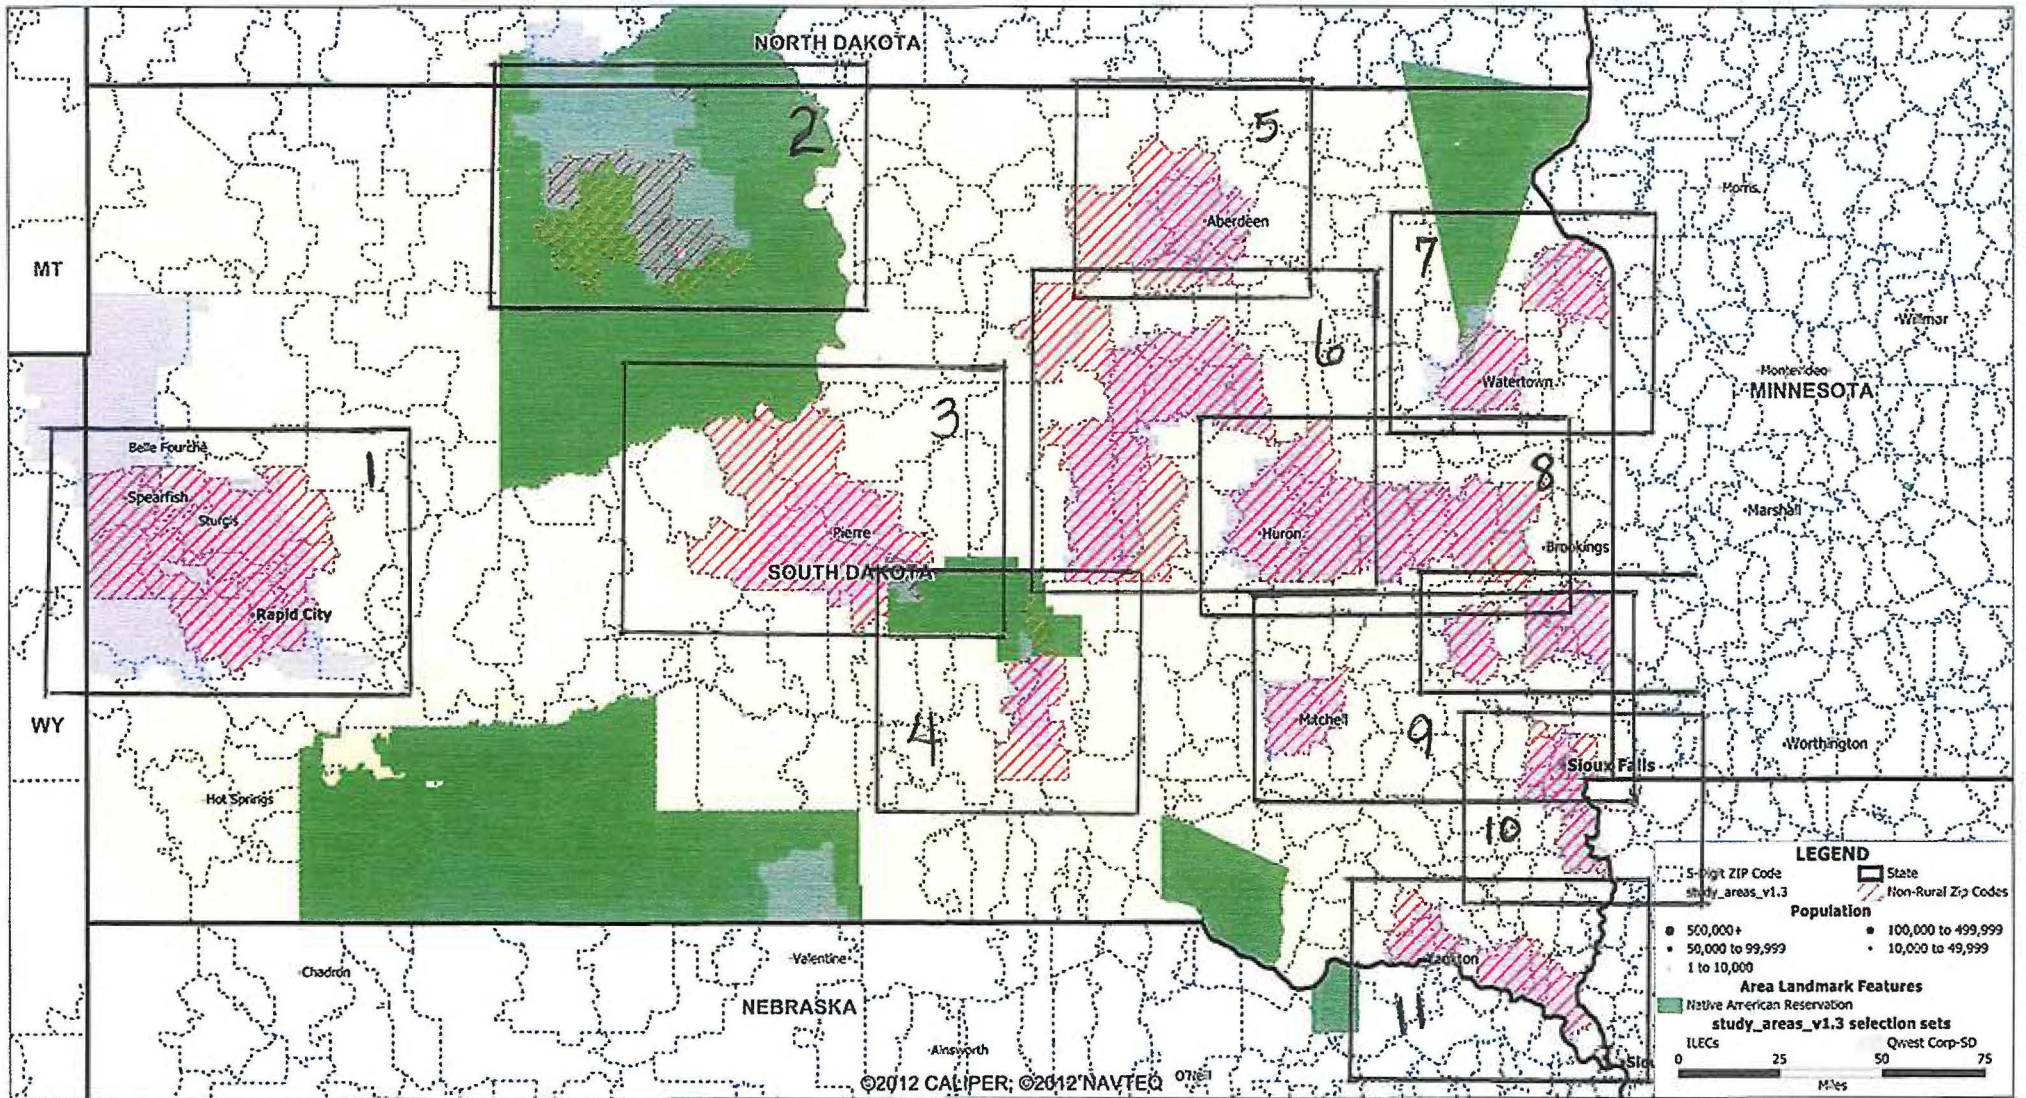 NORTH DAKOTA
2
5
Morris
Aberdeen
7
MT
Willmar
6
Montevideo
MINNESOTA
Watertown
3
Belle Fourche
1
8
Spearfish
Sturgis
Marshall
Pierre
Huron
Brookings
SOUTH DAKOTA
Rapid City
WY
4
Mitchell
9
Worthington
Sioux Falls
Hot Springs
10
LEGEND
5-Digit ZIP Code
State
study_areas_v1.3
Non-Rural Zip Codes
Population
500,000+
100,000 to 499,999
50,000 to 99,999
10,000 to 49,999
1 to 10,000
Area Landmark Features
Native American Reservation
study_areas_v1.3 selection sets
ILECs
Qwest Corp-SD
0 25 50 75
Miles
Yankton
Valentine
Chadron
NEBRASKA
11
Ainsworth
O'Neill
Siou
©2012 CALIPER; ©2012 NAVTEQ